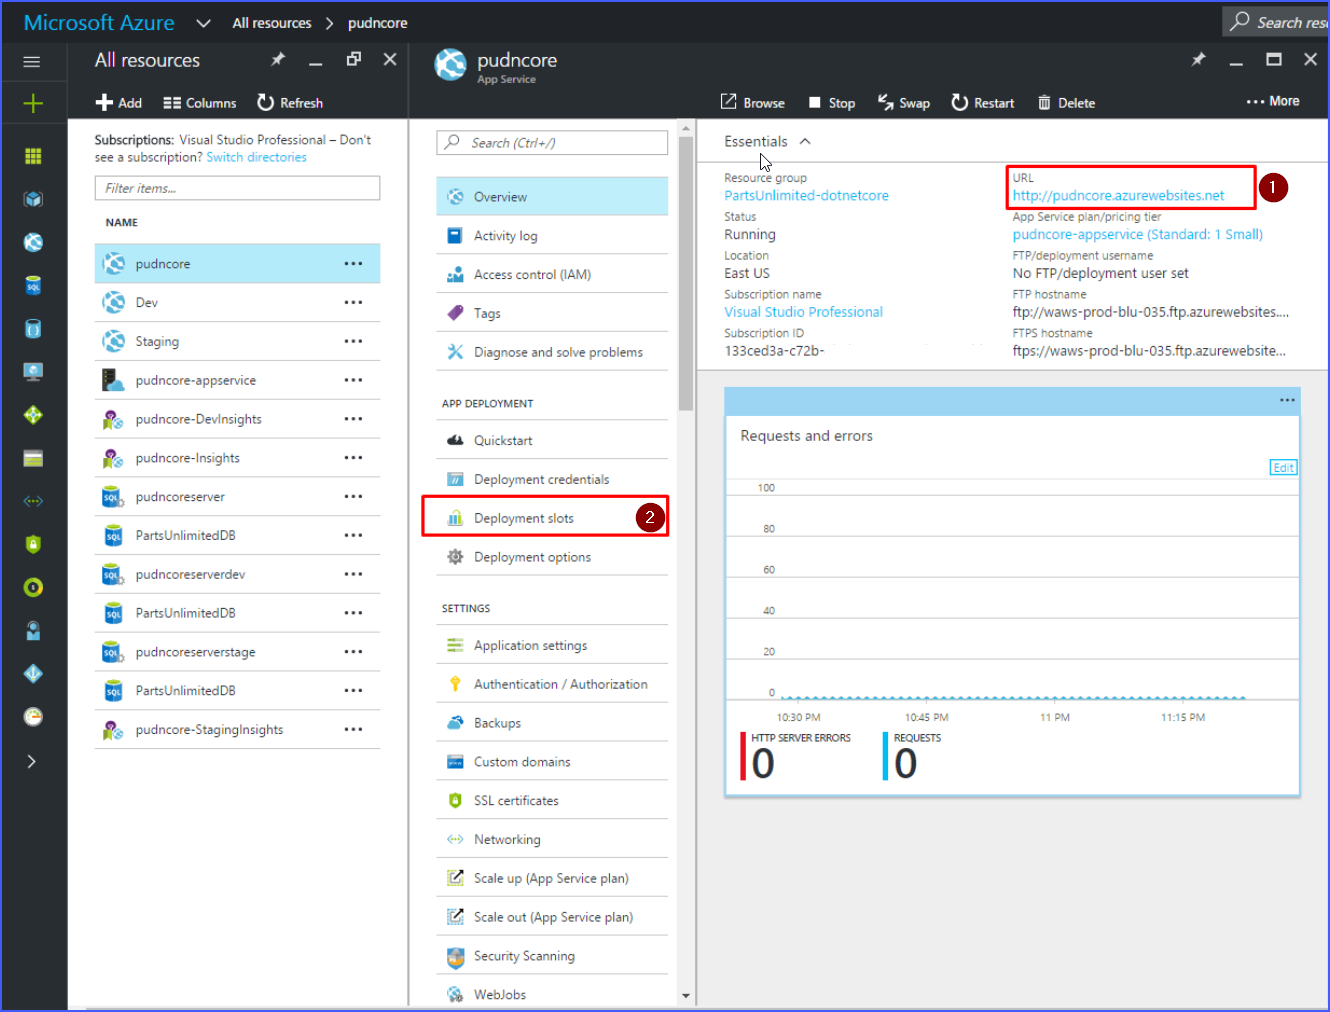 Microsoft Azure
All resources > pudncore
Search res
All resources
Add
Columns
Refresh
Subscriptions: Visual Studio Professional – Don't
see a subscription? Switch directories
Filter items...
NAME
pudncore
Dev
Staging
pudncore-appservice
pudncore-DevInsights
pudncore-Insights
pudncoreserver
PartsUnlimitedDB
pudncoreserverdev
PartsUnlimitedDB
pudncoreserverstage
PartsUnlimitedDB
pudncore-StagingInsights
pudncore
App Service
Browse
Stop
Swap
Restart
Delete
More
Search (Ctrl+/)
Overview
Activity log
Access control (IAM)
Tags
Diagnose and solve problems
APP DEPLOYMENT
Quickstart
Deployment credentials
Deployment slots
2
Deployment options
SETTINGS
Application settings
Authentication / Authorization
Backups
Custom domains
SSL certificates
Networking
Scale up (App Service plan)
Scale out (App Service plan)
Security Scanning
WebJobs
Essentials
Resource group
PartsUnlimited-dotnetcore
Status
Running
Location
East US
Subscription name
Visual Studio Professional
Subscription ID
133ced3a-c72b-
URL
http://pudncore.azurewebsites.net
1
App Service plan/pricing tier
pudncore-appservice (Standard: 1 Small)
FTP/deployment username
No FTP/deployment user set
FTP hostname
ftp://waws-prod-blu-035.ftp.azurewebsites....
FTPS hostname
ftps://waws-prod-blu-035.ftp.azurewebsite...
Requests and errors
Edit
100
80
60
40
20
0
10:30 PM
10:45 PM
11 PM
11:15 PM
HTTP SERVER ERRORS
0
REQUESTS
0